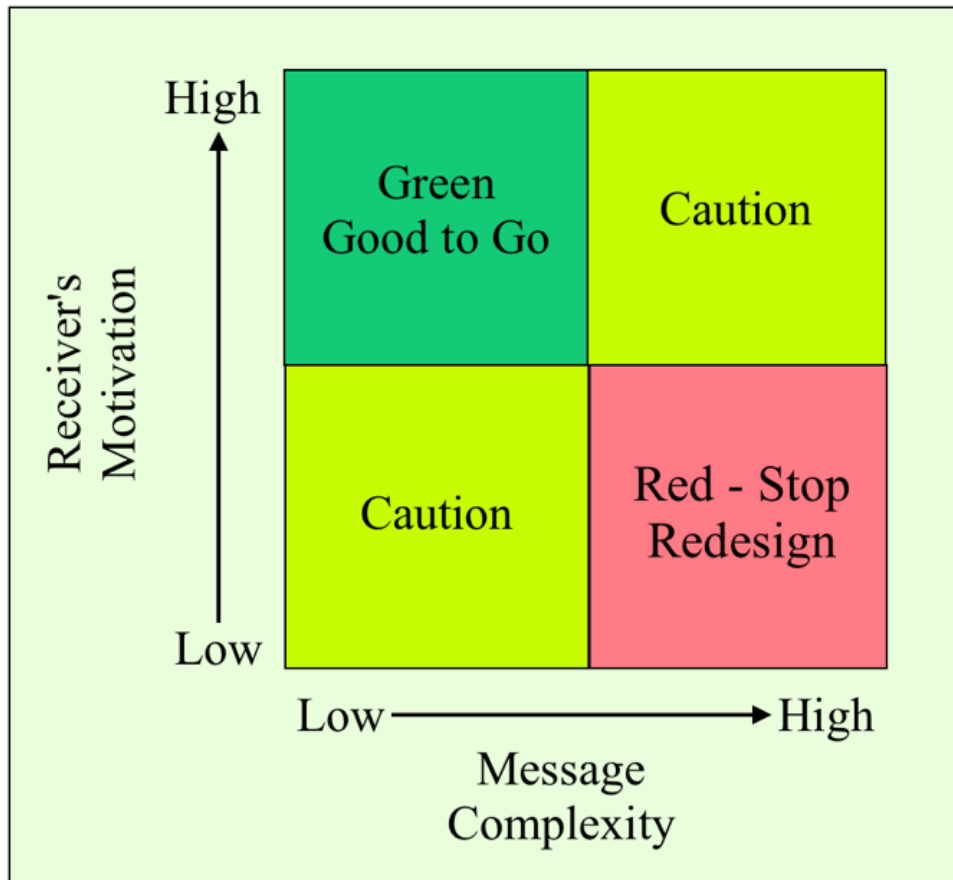 High
Green
Good to Go
Caution
Receiver's
Motivation
Caution
Red - Stop
Redesign
Low
Low
High
Message
Complexity